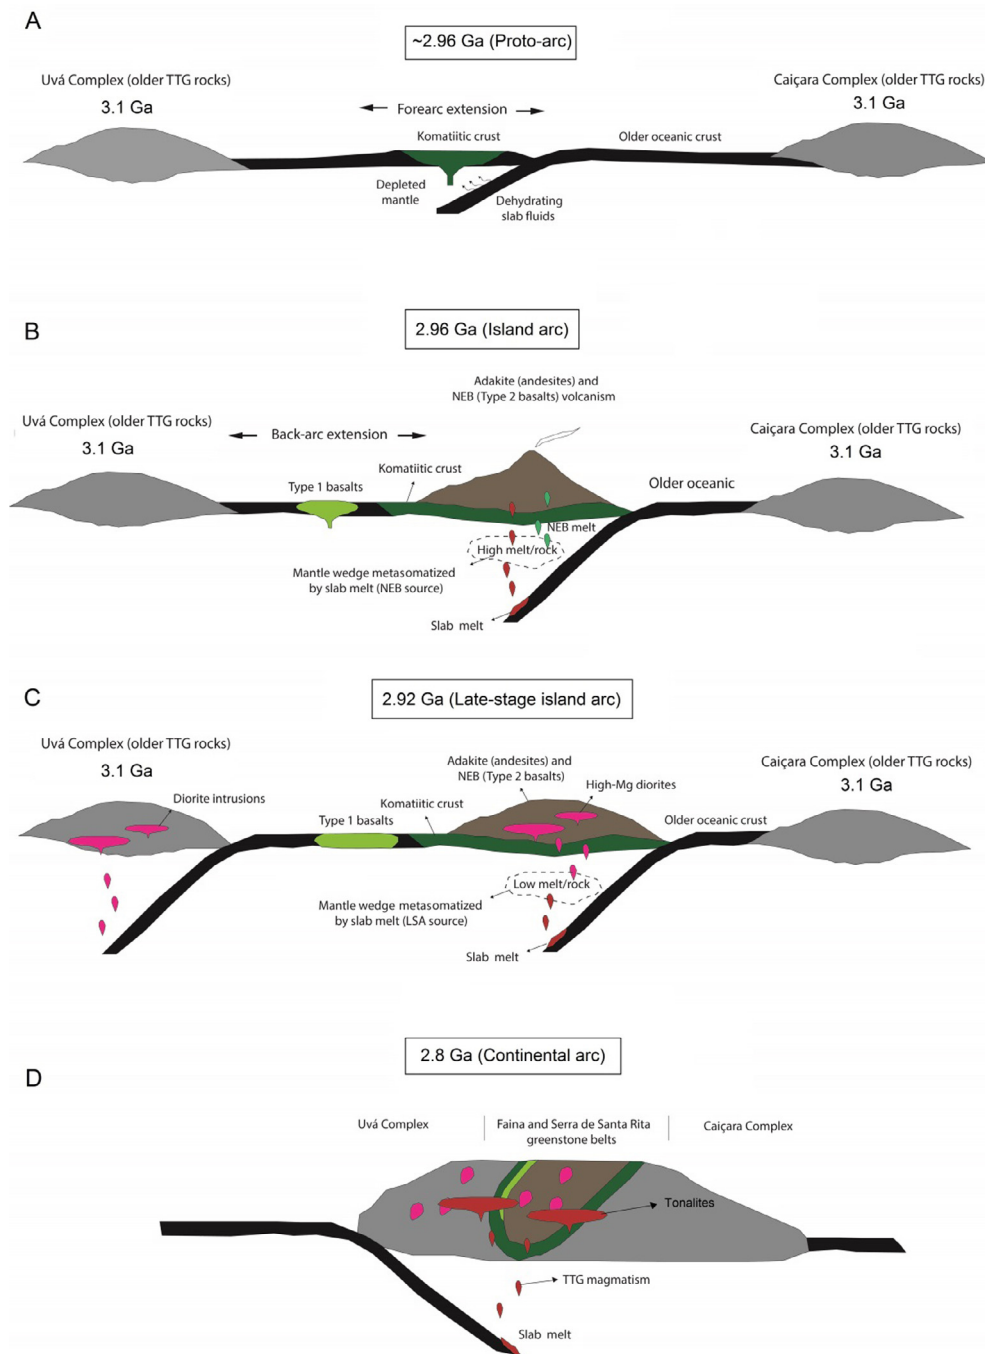 A
~2.96 Ga (Proto-arc)
Uvá Complex (older TTG rocks)
3.1 Ga
Caiçara Complex (older TTG rocks)
3.1 Ga
Forearc extension
Komatiitic crust
Older oceanic crust
Depleted
mantle
Dehydrating
slab fluids
B
2.96 Ga (Island arc)
Adakite (andesites) and
NEB (Type 2 basalts) volcanism
Uvá Complex (older TTG rocks)
3.1 Ga
Back-arc extension
Caiçara Complex (older TTG rocks)
3.1 Ga
Komatiitic crust
Type 1 basalts
Older oceanic
NEB melt
High melt/rock
Mantle wedge metasomatized
by slab melt (NEB source)
Slab melt
C
2.92 Ga (Late-stage island arc)
Uvá Complex (older TTG rocks)
3.1 Ga
Adakite (andesites) and
NEB (Type 2 basalts)
Caiçara Complex (older TTG rocks)
3.1 Ga
High-Mg diorites
Diorite intrusions
Komatiitic crust
Type 1 basalts
Older oceanic crust
Low melt/rock
Mantle wedge metasomatized
by slab melt (LSA source)
Slab melt
D
2.8 Ga (Continental arc)
Uvá Complex
Faina and Serra de Santa Rita
greenstone belts
Caiçara Complex
Tonalites
TTG magmatism
Slab melt